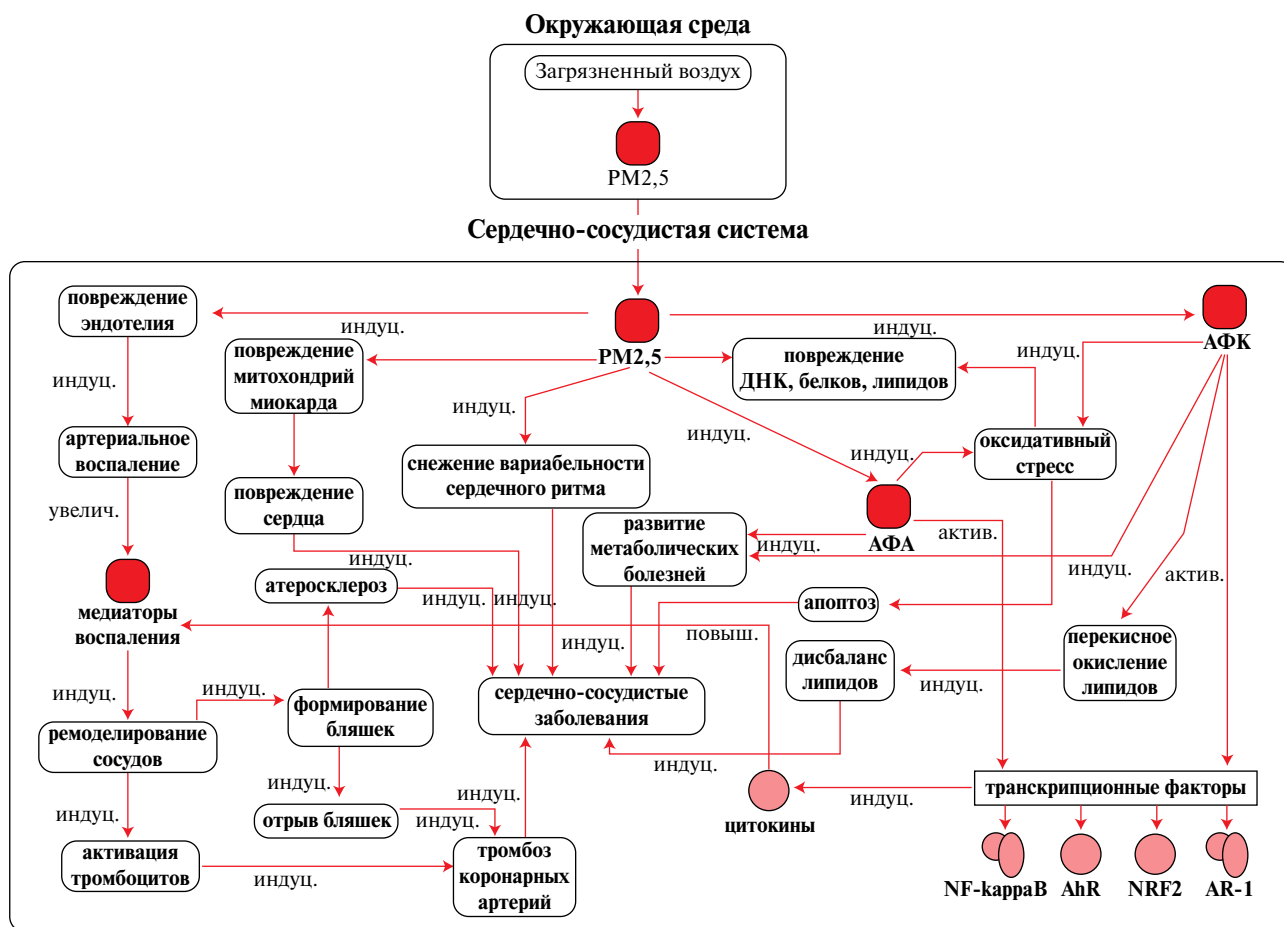 Окружающая среда
Загрязненный воздух
PM2,5
Сердечно-сосудистая система
повреждение
эндотелия
индуц.
PM2,5
индуц.
АФК
повреждение
митохондрий
миокарда
повреждение
ДНК, белков, липидов
индуц.
индуц.
индуц.
индуц.
артериальное
воспаление
снежение вариабельности
сердечного ритма
индуц.
оксидативный
стресс
увелич.
повреждение
сердца
развитие
метаболических
болезней
индуц.
АФА
актив.
индуц.
актив.
медиаторы
воспаления
атеросклероз
индуц.
индуц.
апоптоз
повыш.
индуц.
дисбаланс
липидов
индуц.
перекисное
окисление
липидов
индуц.
индуц.
формирование
бляшек
сердечно-сосудистые
заболевания
ремоделирование
сосудов
индуц.
индуц.
индуц.
индуц.
транскрипционные факторы
индуц.
цитокины
индуц.
отрыв бляшек
индуц.
активация
тромбоцитов
индуц.
тромбоз
коронарных
артерий
NF-kappaB
AhR
NRF2
AR-1